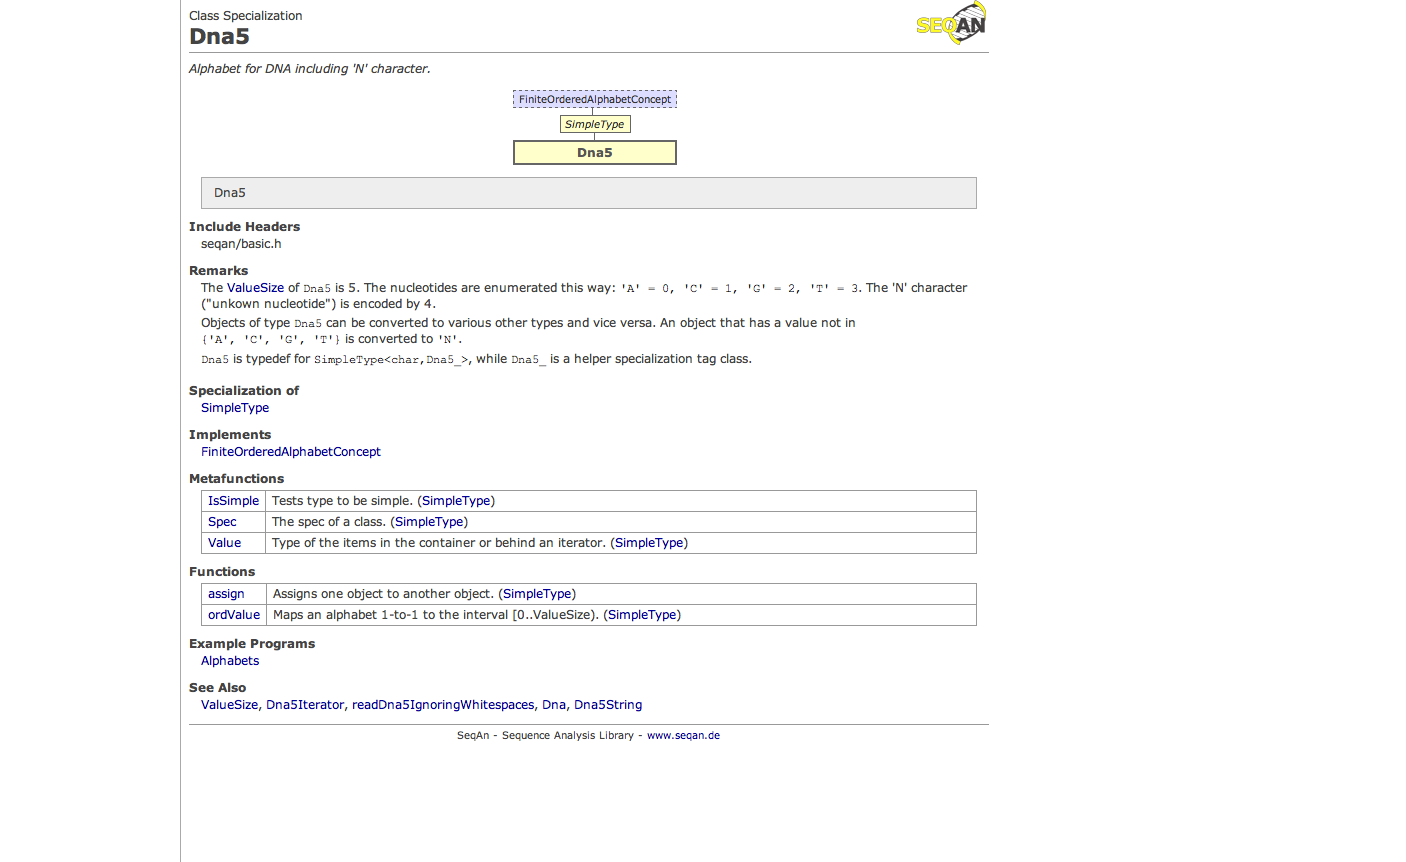 Class Specialization
Dna5
SEQAN
Alphabet for DNA including 'N' character.
FiniteOrderedAlphabetConcept
SimpleType
Dna5
Dna5
Include Headers
seqan/basic.h
Remarks
The ValueSize of Dna5 is 5. The nucleotides are enumerated this way: 'A' = 0, 'C' = 1, 'G' = 2, 'T' = 3. The 'N' character
("unkown nucleotide") is encoded by 4.
Objects of type Dna5 can be converted to various other types and vice versa. An object that has a value not in
{'A', 'C', 'G', 'T'} is converted to 'N'.
Dna5 is typedef for SimpleType<char,Dna5_>, while Dna5_ is a helper specialization tag class.
Specialization of
SimpleType
Implements
FiniteOrderedAlphabetConcept
Metafunctions
IsSimple Tests type to be simple. (SimpleType)
Spec The spec of a class. (SimpleType)
Value Type of the items in the container or behind an iterator. (SimpleType)
Functions
assign Assigns one object to another object. (SimpleType)
ordValue Maps an alphabet 1-to-1 to the interval [0..ValueSize). (SimpleType)
Example Programs
Alphabets
See Also
ValueSize, Dna5Iterator, readDna5IgnoringWhitespaces, Dna, Dna5String
SeqAn - Sequence Analysis Library - www.seqan.de